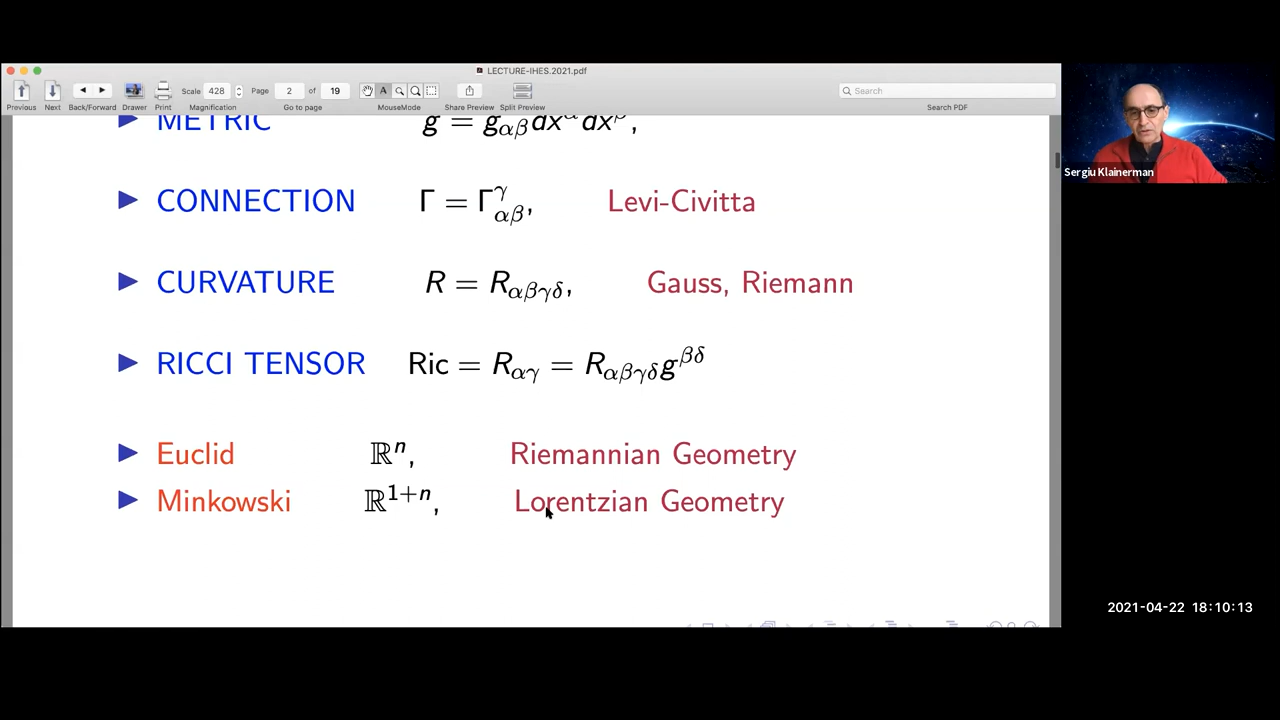 LECTURE-IHES.2021.pdf
Scale 428 Page 2 of 19 Search
Previous Next Back/Forward Drawer Print Magnification Go to page MouseMode Share Preview Split Preview Search PDF
METRIC g = g_{αβ}dx^αdx^β,
CONNECTION Γ = Γ^γ_{αβ}, Levi-Civitta
CURVATURE R = R_{αβγδ}, Gauss, Riemann
RICCI TENSOR Ric = R_{αγ} = R_{αβγδ}g^{βδ}
Euclid ℝ^n, Riemannian Geometry
Minkowski ℝ^{1+n}, Lorentzian Geometry
Sergiu Klainerman
2021-04-22 18:10:13